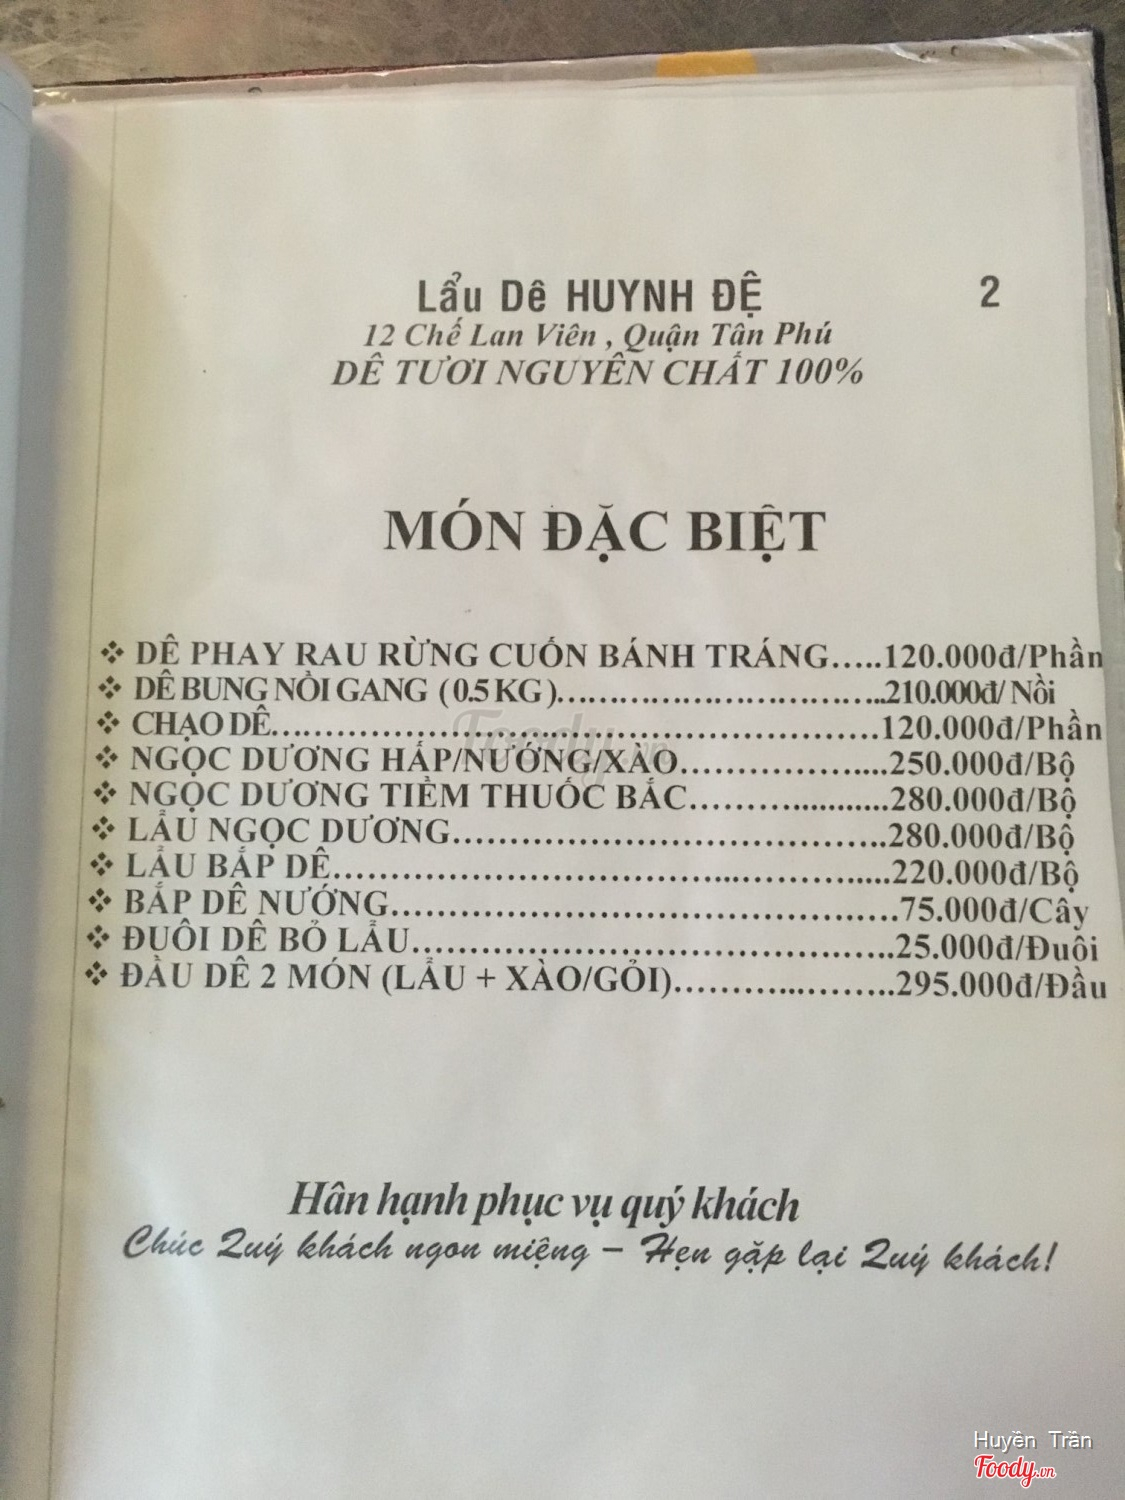 Lẩu Dê HUYNH ĐỆ 2
12 Chế Lan Viên , Quận Tân Phú
DÊ TƯƠI NGUYÊN CHẤT 100%
MÓN ĐẶC BIỆT
❖ DÊ PHAY RAU RỪNG CUỐN BÁNH TRÁNG.....120.000đ/Phần
❖ DÊ BUNG NỒI GANG ( 0.5 KG )......................................210.000đ/ Nồi
❖ CHẠO DÊ.......................................................................120.000đ/Phần
❖ NGỌC DƯƠNG HẤP/NƯỚNG/XÀO......................250.000đ/Bộ
❖ NGỌC DƯƠNG TIỀM THUỐC BẮC.....................280.000đ/Bộ
❖ LẨU NGỌC DƯƠNG...............................................280.000đ/Bộ
❖ LẨU BẮP DÊ............................................................220.000đ/Bộ
❖ BẮP DÊ NƯỚNG.......................................................75.000đ/Cây
❖ ĐUÔI DÊ BỎ LẨU....................................................25.000đ/Đuôi
❖ ĐẦU DÊ 2 MÓN (LẨU + XÀO/GỎI).......................295.000đ/Đầu
Hân hạnh phục vụ quý khách
Chúc Quý khách ngon miệng – Hẹn gặp lại Quý khách!
Foody.vn
Huyền Trần
Foody.vn